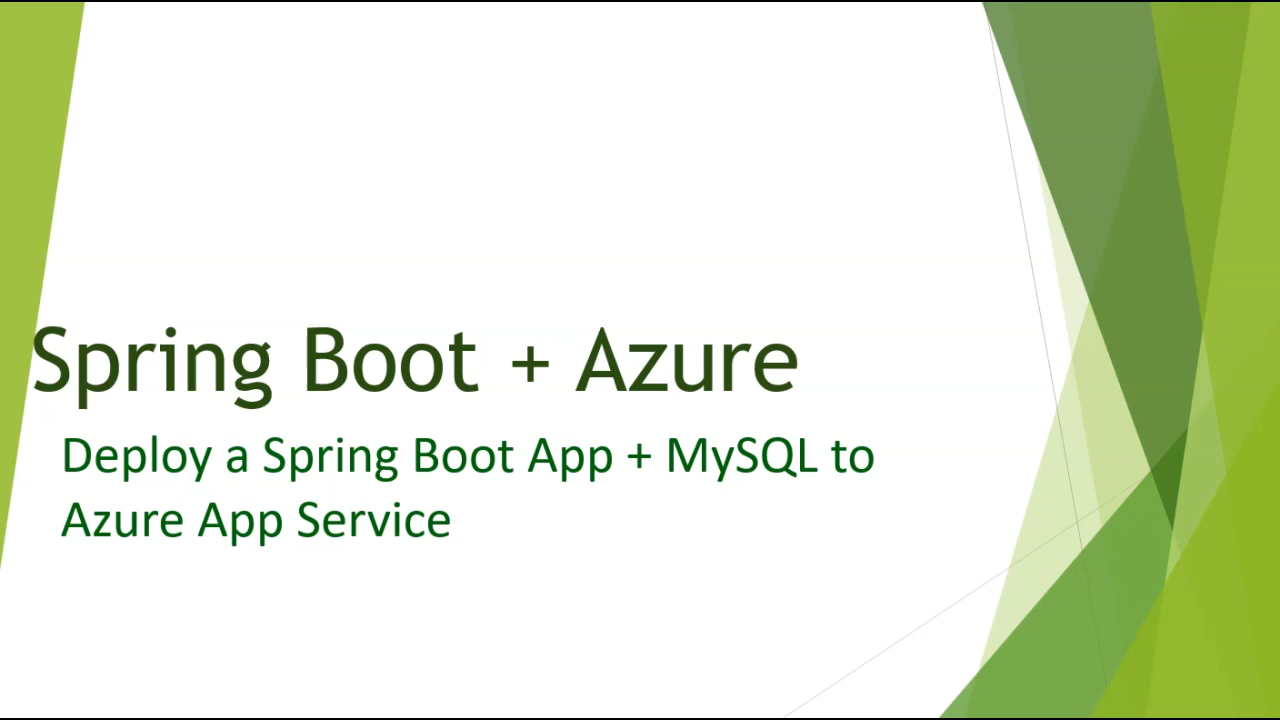 Spring Boot + Azure
Deploy a Spring Boot App + MySQL to
Azure App Service